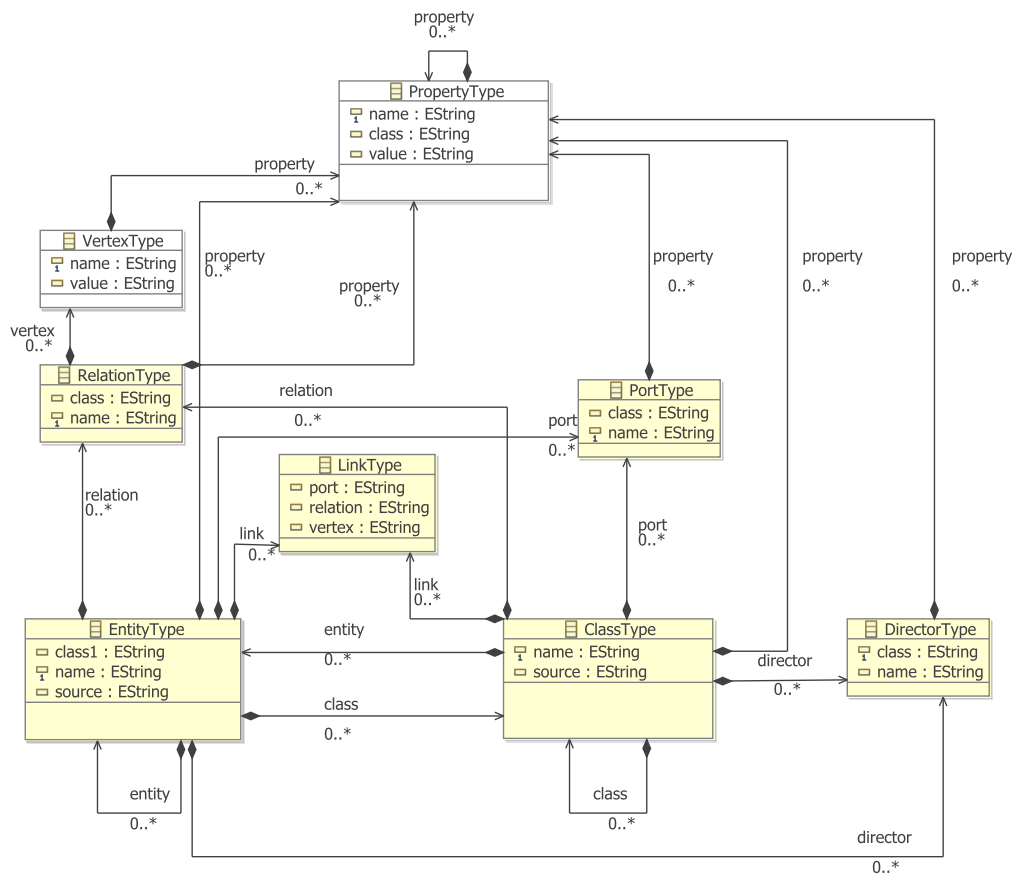 property
0..*
PropertyType
name : EString
class : EString
value : EString
property
0..*
VertexType
name : EString
value : EString
property
0..*
property
0..*
property
0..*
property
0..*
property
0..*
vertex
0..*
RelationType
class : EString
name : EString
relation
0..*
PortType
class : EString
name : EString
port
0..*
LinkType
port : EString
relation : EString
vertex : EString
relation
0..*
link
0..*
port
0..*
link
0..*
EntityType
class1 : EString
name : EString
source : EString
entity
0..*
ClassType
name : EString
source : EString
director
0..*
DirectorType
class : EString
name : EString
class
0..*
entity
0..*
class
0..*
director
0..*